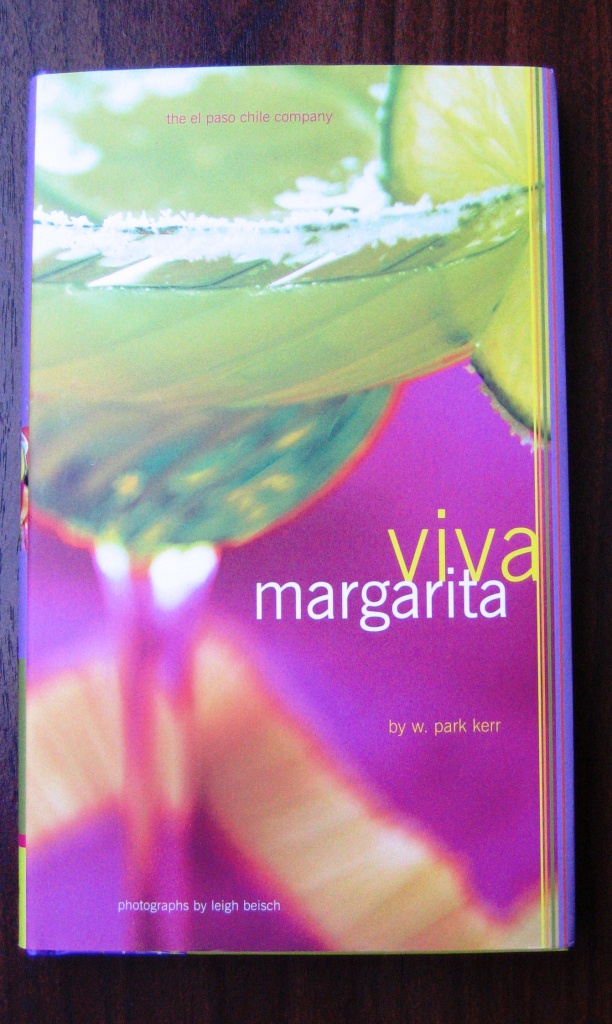 the el paso chile company
viva
margarita
by w. park kerr
photographs by leigh beisch